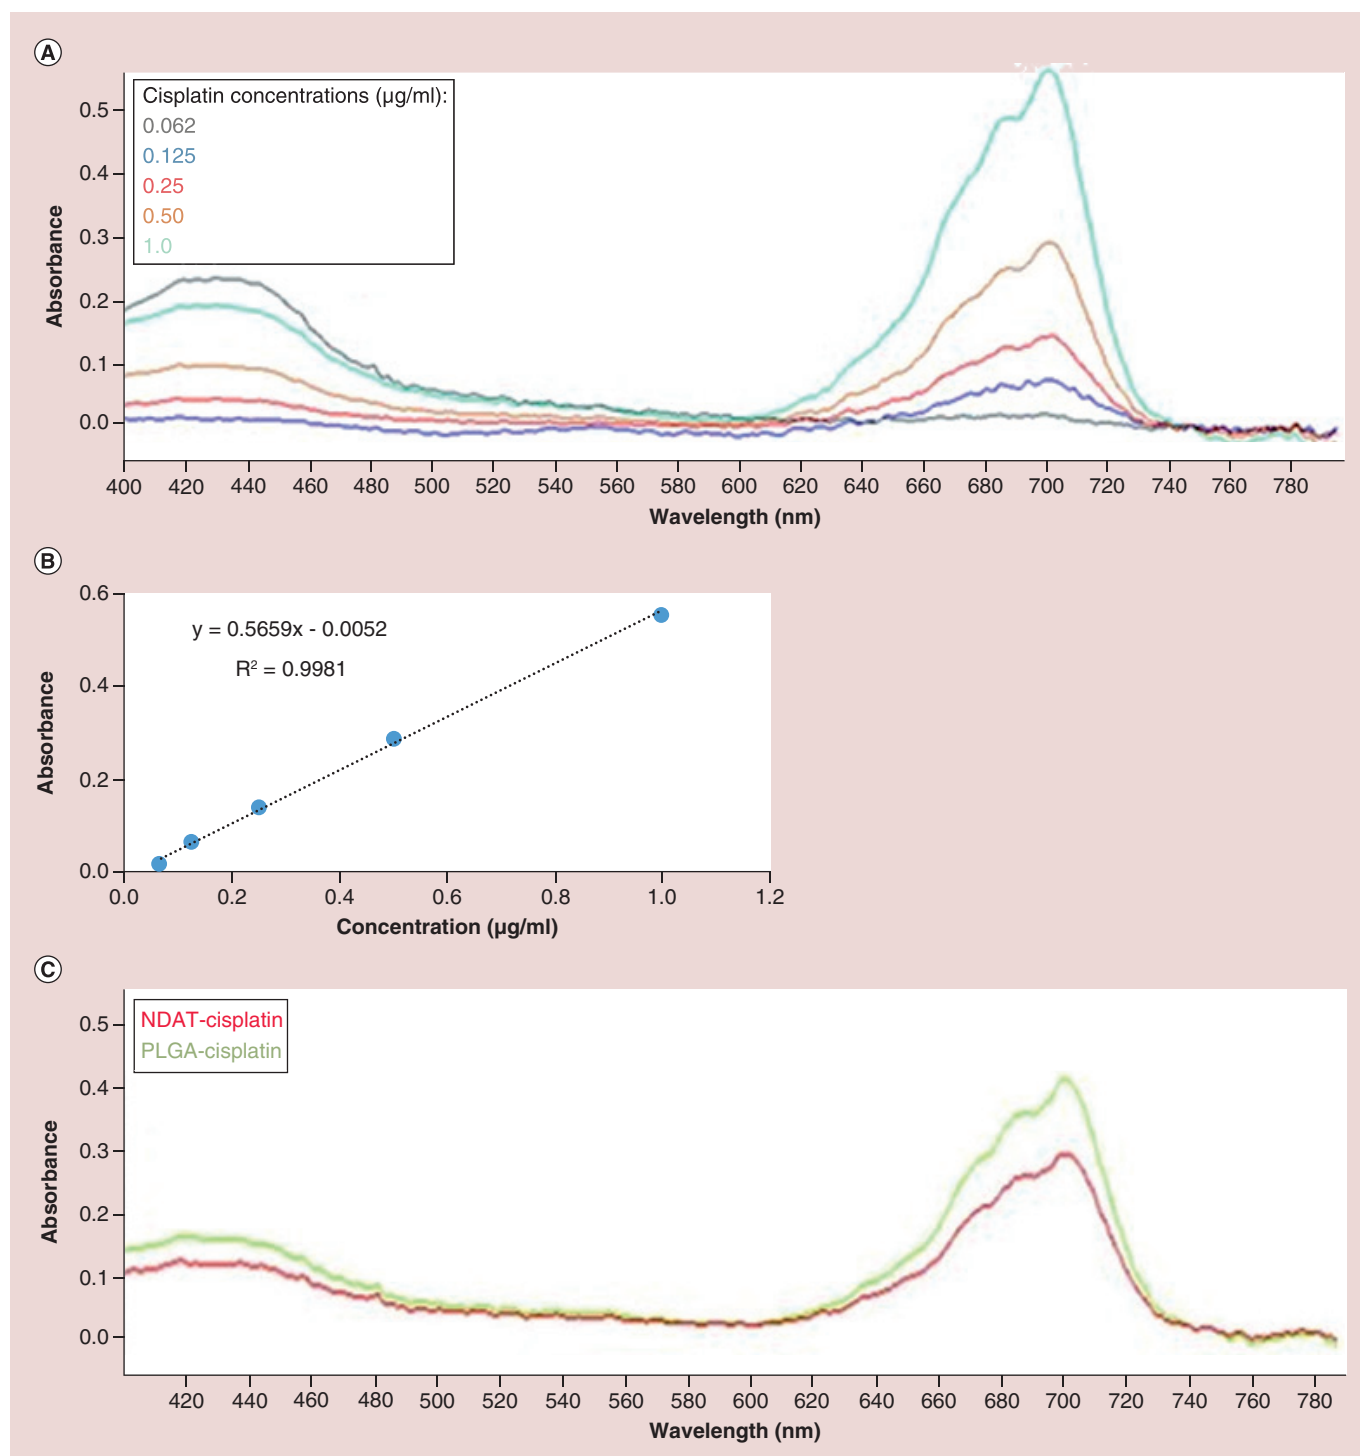 A
Cisplatin concentrations (µg/ml):
0.062
0.125
0.25
0.50
1.0
Absorbance
0.5
0.4
0.3
0.2
0.1
0.0
400 420 440 460 480 500 520 540 560 580 600 620 640 660 680 700 720 740 760 780
Wavelength (nm)
B
y = 0.5659x - 0.0052
R² = 0.9981
Absorbance
0.6
0.4
0.2
0.0
0.0 0.2 0.4 0.6 0.8 1.0 1.2
Concentration (µg/ml)
C
NDAT-cisplatin
PLGA-cisplatin
Absorbance
0.5
0.4
0.3
0.2
0.1
0.0
420 440 460 480 500 520 540 560 580 600 620 640 660 680 700 720 740 760 780
Wavelength (nm)